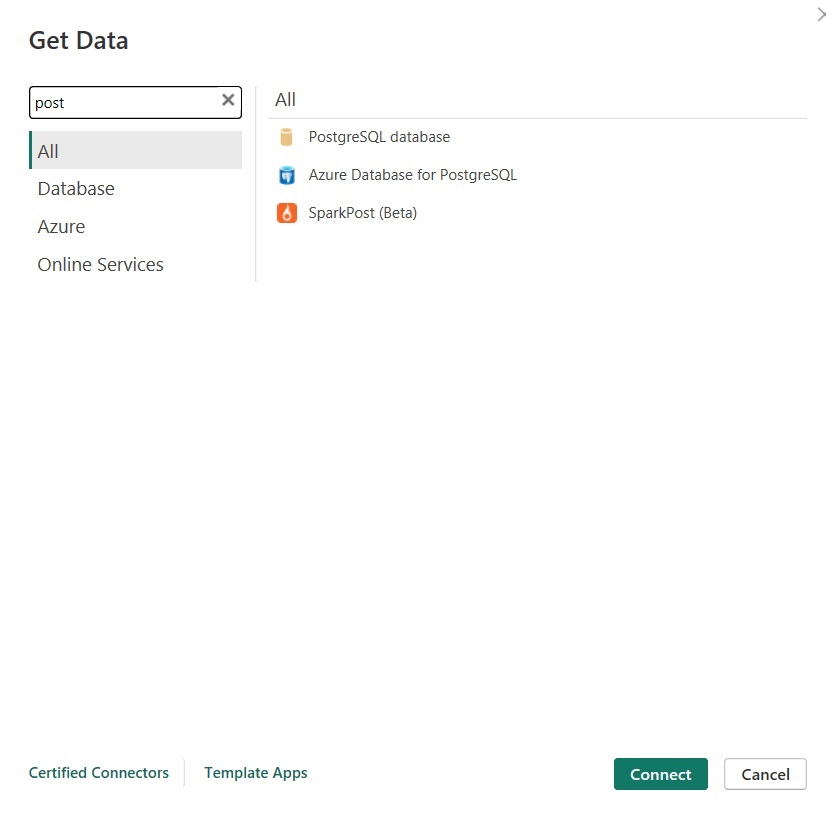 Get Data
post
All
Database
Azure
Online Services
All
PostgreSQL database
Azure Database for PostgreSQL
SparkPost (Beta)
Certified Connectors
Template Apps
Connect
Cancel